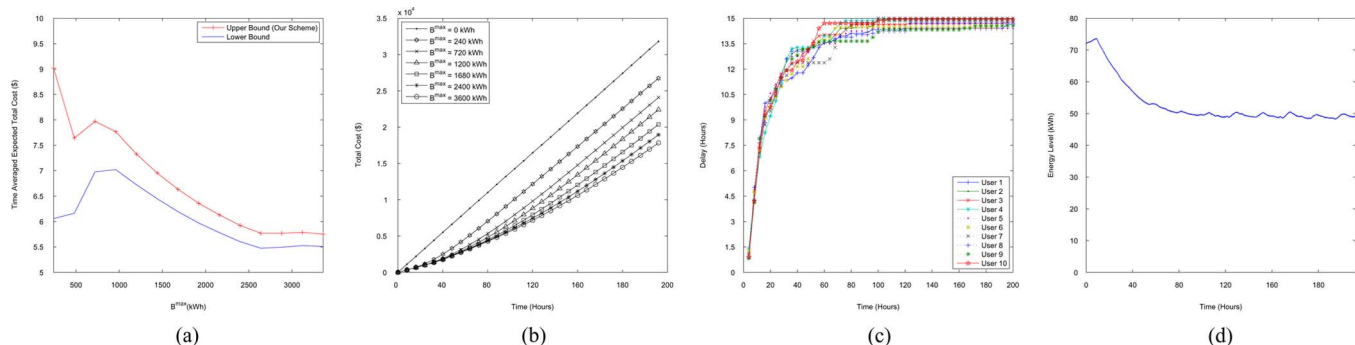 10
9.5
9
8.5
8
7.5
7
6.5
6
5.5
5
Time Averaged Expected Total Cost ($)
Upper Bound (Our Scheme)
Lower Bound
500 1000 1500 2000 2500 3000
B^max(kWh)
(a)
x 10^4
3.5
3
2.5
2
1.5
1
0.5
0
Total Cost ($)
B^max = 0 kWh
B^max = 240 kWh
B^max = 720 kWh
B^max = 1200 kWh
B^max = 1680 kWh
B^max = 2400 kWh
B^max = 3600 kWh
0 40 80 120 160 200
Time (Hours)
(b)
15
13.5
12
10.5
9
7.5
6
4.5
3
1.5
0
Delay (Hours)
User 1
User 2
User 3
User 4
User 5
User 6
User 7
User 8
User 9
User 10
0 20 40 60 80 100 120 140 160 180 200
Time (Hours)
(c)
80
70
60
50
40
30
20
10
0
Energy Level (kWh)
0 40 80 120 160 180
Time (Hours)
(d)